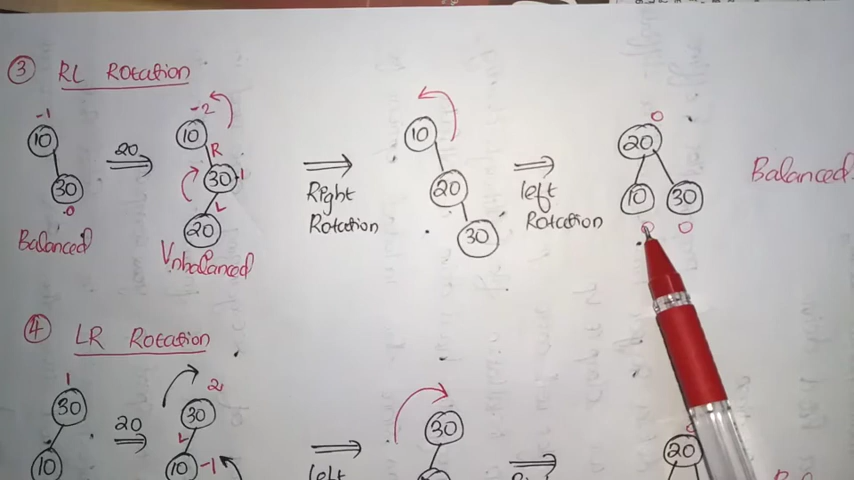 ③ RL Rotation
-1
10
30
0
Balanced
20
-2
10
R
30 1
L
20
Unbalanced
Right
Rotation
10
20
30
left
Rotation
0
20
10 30
0 0
Balanced
④ LR Rotation
1
30
10
20
2
30
L
10 -1
left
30
20